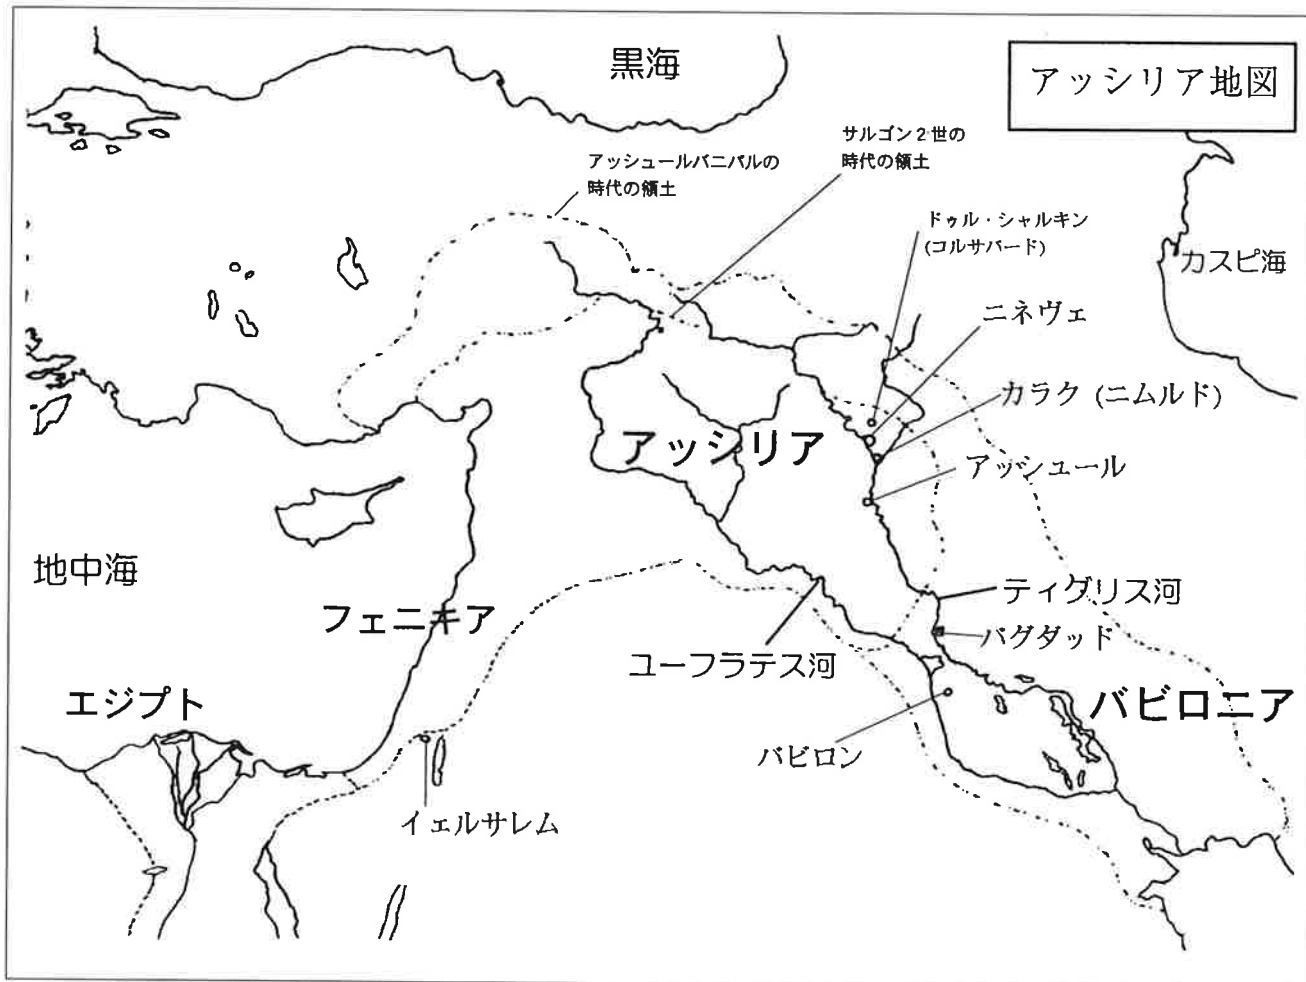 アッシリア地図
黒海
サルゴン2世の
時代の領土
アッシュールバニパルの
時代の領土
ドゥル・シャルキン
(コルサバード)
カスピ海
ニネヴェ
カラク (ニムルド)
アッシリア
アッシュール
地中海
フェニキア
ティグリス河
バグダッド
ユーフラテス河
エジプト
バビロニア
バビロン
イェルサレム